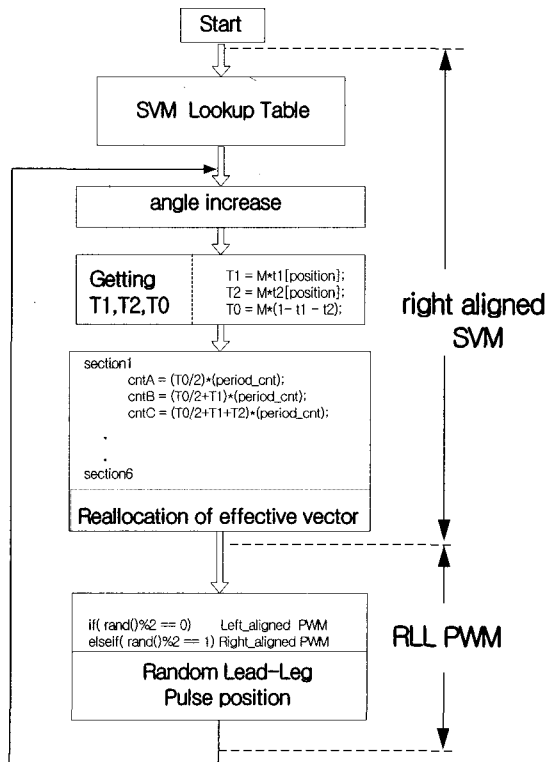 Start
SVM Lookup Table
angle increase
Getting
T1,T2,T0
T1 = M*t1[position];
T2 = M*t2[position];
T0 = M*(1- t1 - t2);
right aligned
SVM
section1
cntA = (T0/2)*(period_cnt);
cntB = (T0/2+T1)*(period_cnt);
cntC = (T0/2+T1+T2)*(period_cnt);
.
.
section6
Reallocation of effective vector
if( rand()%2 == 0) Left_aligned PWM
elseif( rand()%2 == 1) Right_aligned PWM
Random Lead-Leg
Pulse position
RLL PWM